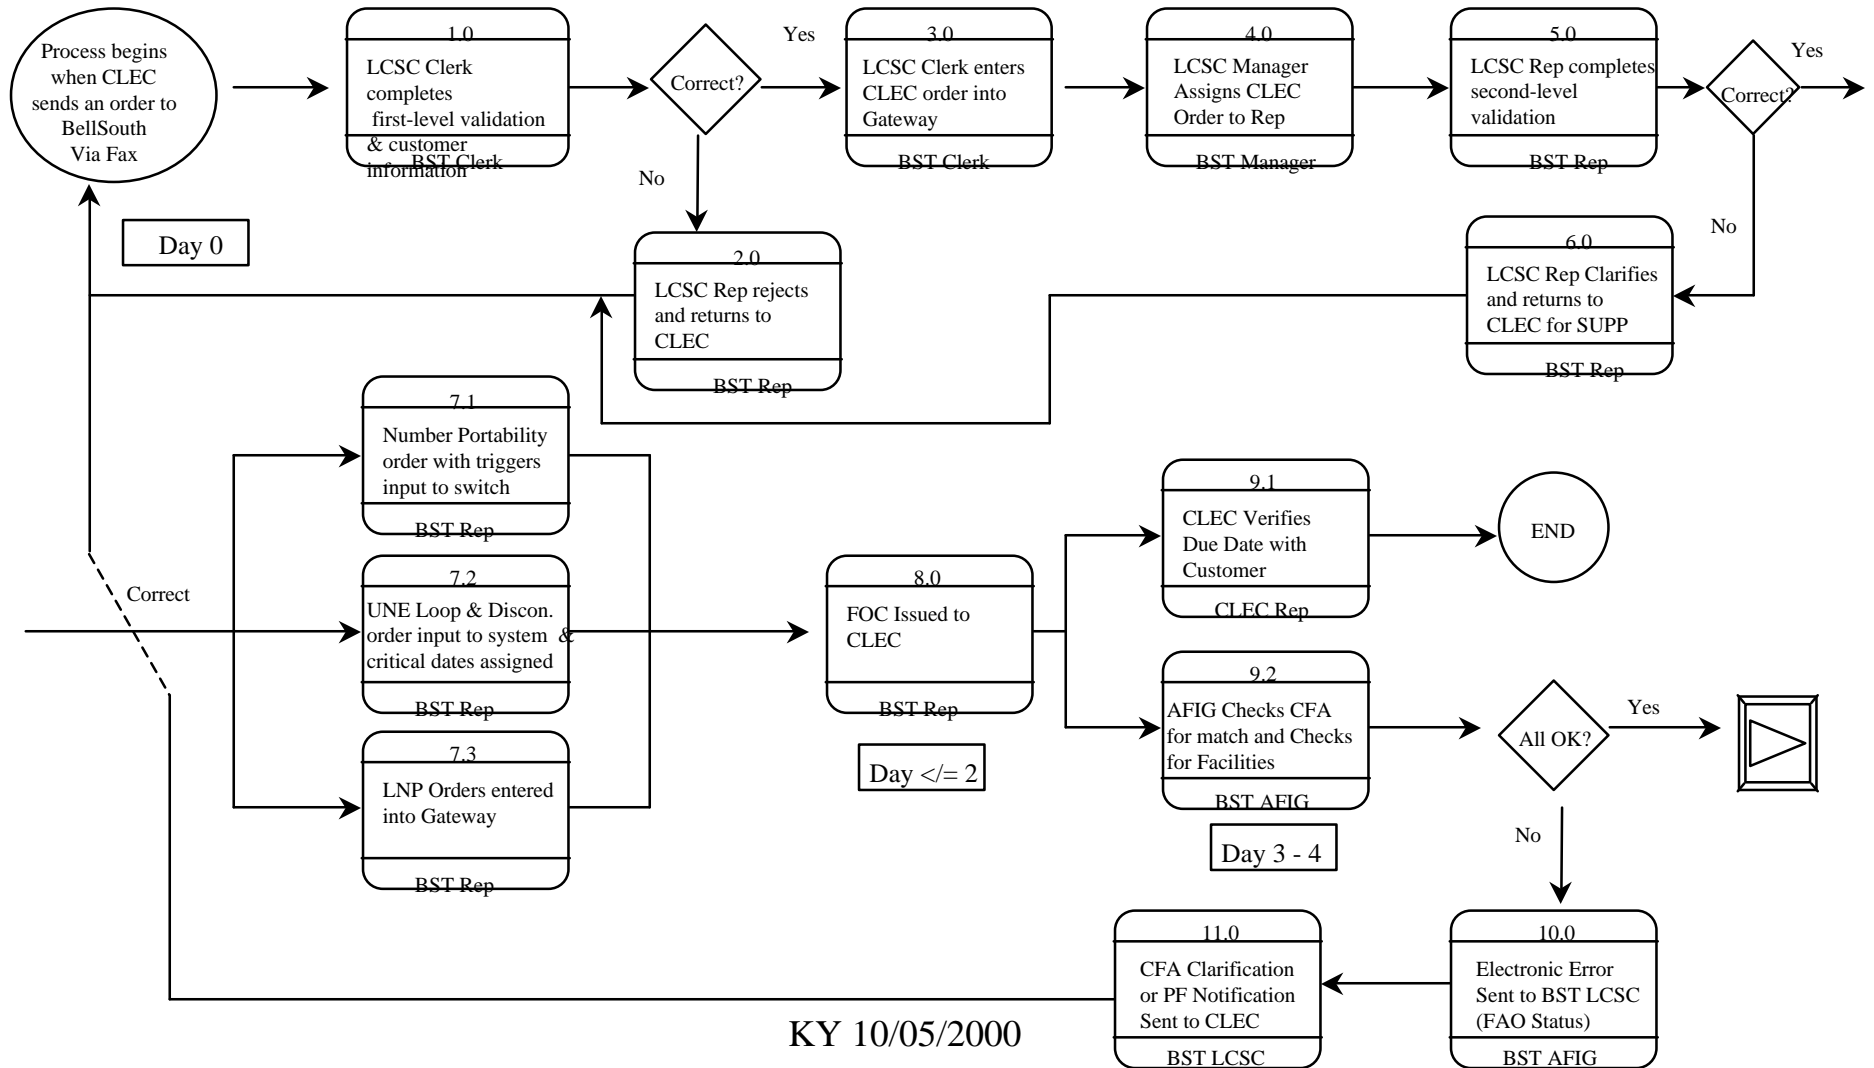 Process begins
when CLEC
sends an order to
BellSouth
Via Fax
1.0
LCSC Clerk
completes
first-level validation
& customer
information
BST Clerk
Correct?
Yes
No
3.0
LCSC Clerk enters
CLEC order into
Gateway
BST Clerk
4.0
LCSC Manager
Assigns CLEC
Order to Rep
BST Manager
5.0
LCSC Rep completes
second-level
validation
BST Rep
Correct?
Yes
No
Day 0
2.0
LCSC Rep rejects
and returns to
CLEC
BST Rep
6.0
LCSC Rep Clarifies
and returns to
CLEC for SUPP
BST Rep
7.1
Number Portability
order with triggers
input to switch
BST Rep
Correct
7.2
UNE Loop & Discon.
order input to system &
critical dates assigned
BST Rep
7.3
LNP Orders entered
into Gateway
BST Rep
8.0
FOC Issued to
CLEC
BST Rep
Day </= 2
9.1
CLEC Verifies
Due Date with
Customer
CLEC Rep
END
9.2
AFIG Checks CFA
for match and Checks
for Facilities
BST AFIG
Day 3 - 4
All OK?
Yes
No
11.0
CFA Clarification
or PF Notification
Sent to CLEC
BST LCSC
10.0
Electronic Error
Sent to BST LCSC
(FAO Status)
BST AFIG
KY 10/05/2000